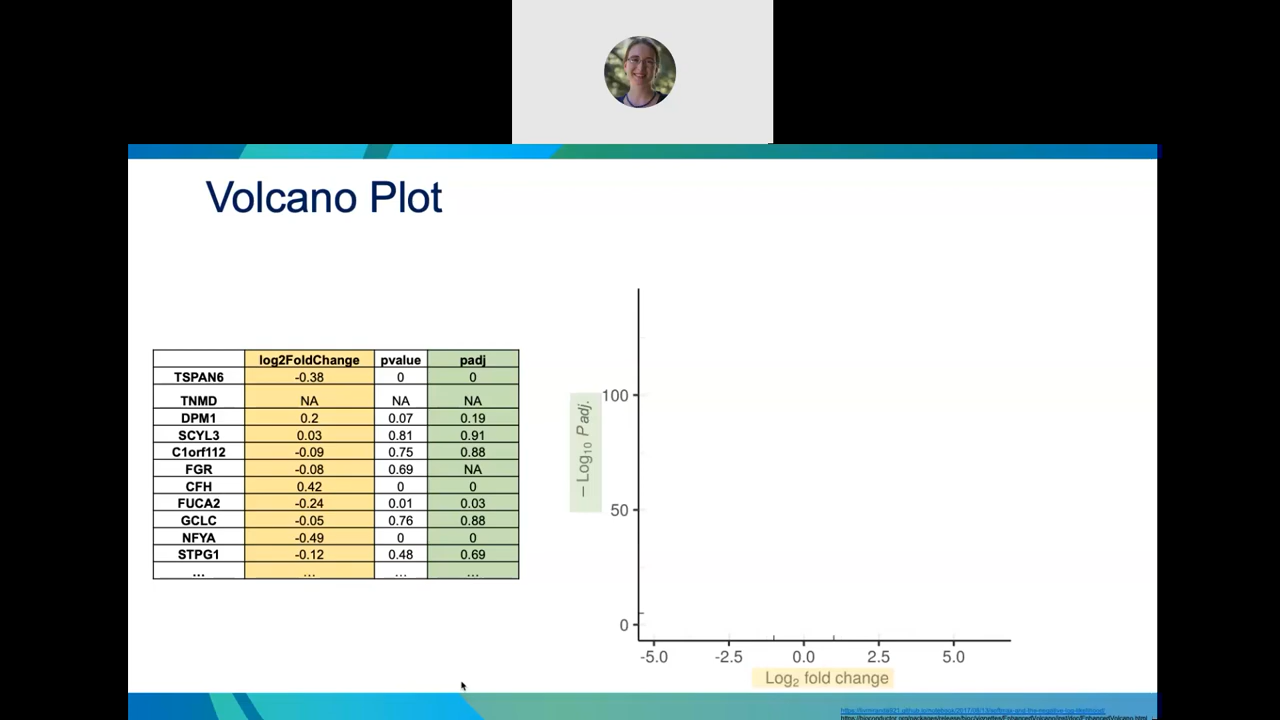 Volcano Plot
log2FoldChange pvalue padj
TSPAN6 -0.38 0 0
TNMD NA NA NA
DPM1 0.2 0.07 0.19
SCYL3 0.03 0.81 0.91
C1orf112 -0.09 0.75 0.88
FGR -0.08 0.69 NA
CFH 0.42 0 0
FUCA2 -0.24 0.01 0.03
GCLC -0.05 0.76 0.88
NFYA -0.49 0 0
STPG1 -0.12 0.48 0.69
... ... ... ...
– Log₁₀ P adj.
100
50
0
-5.0 -2.5 0.0 2.5 5.0
Log₂ fold change